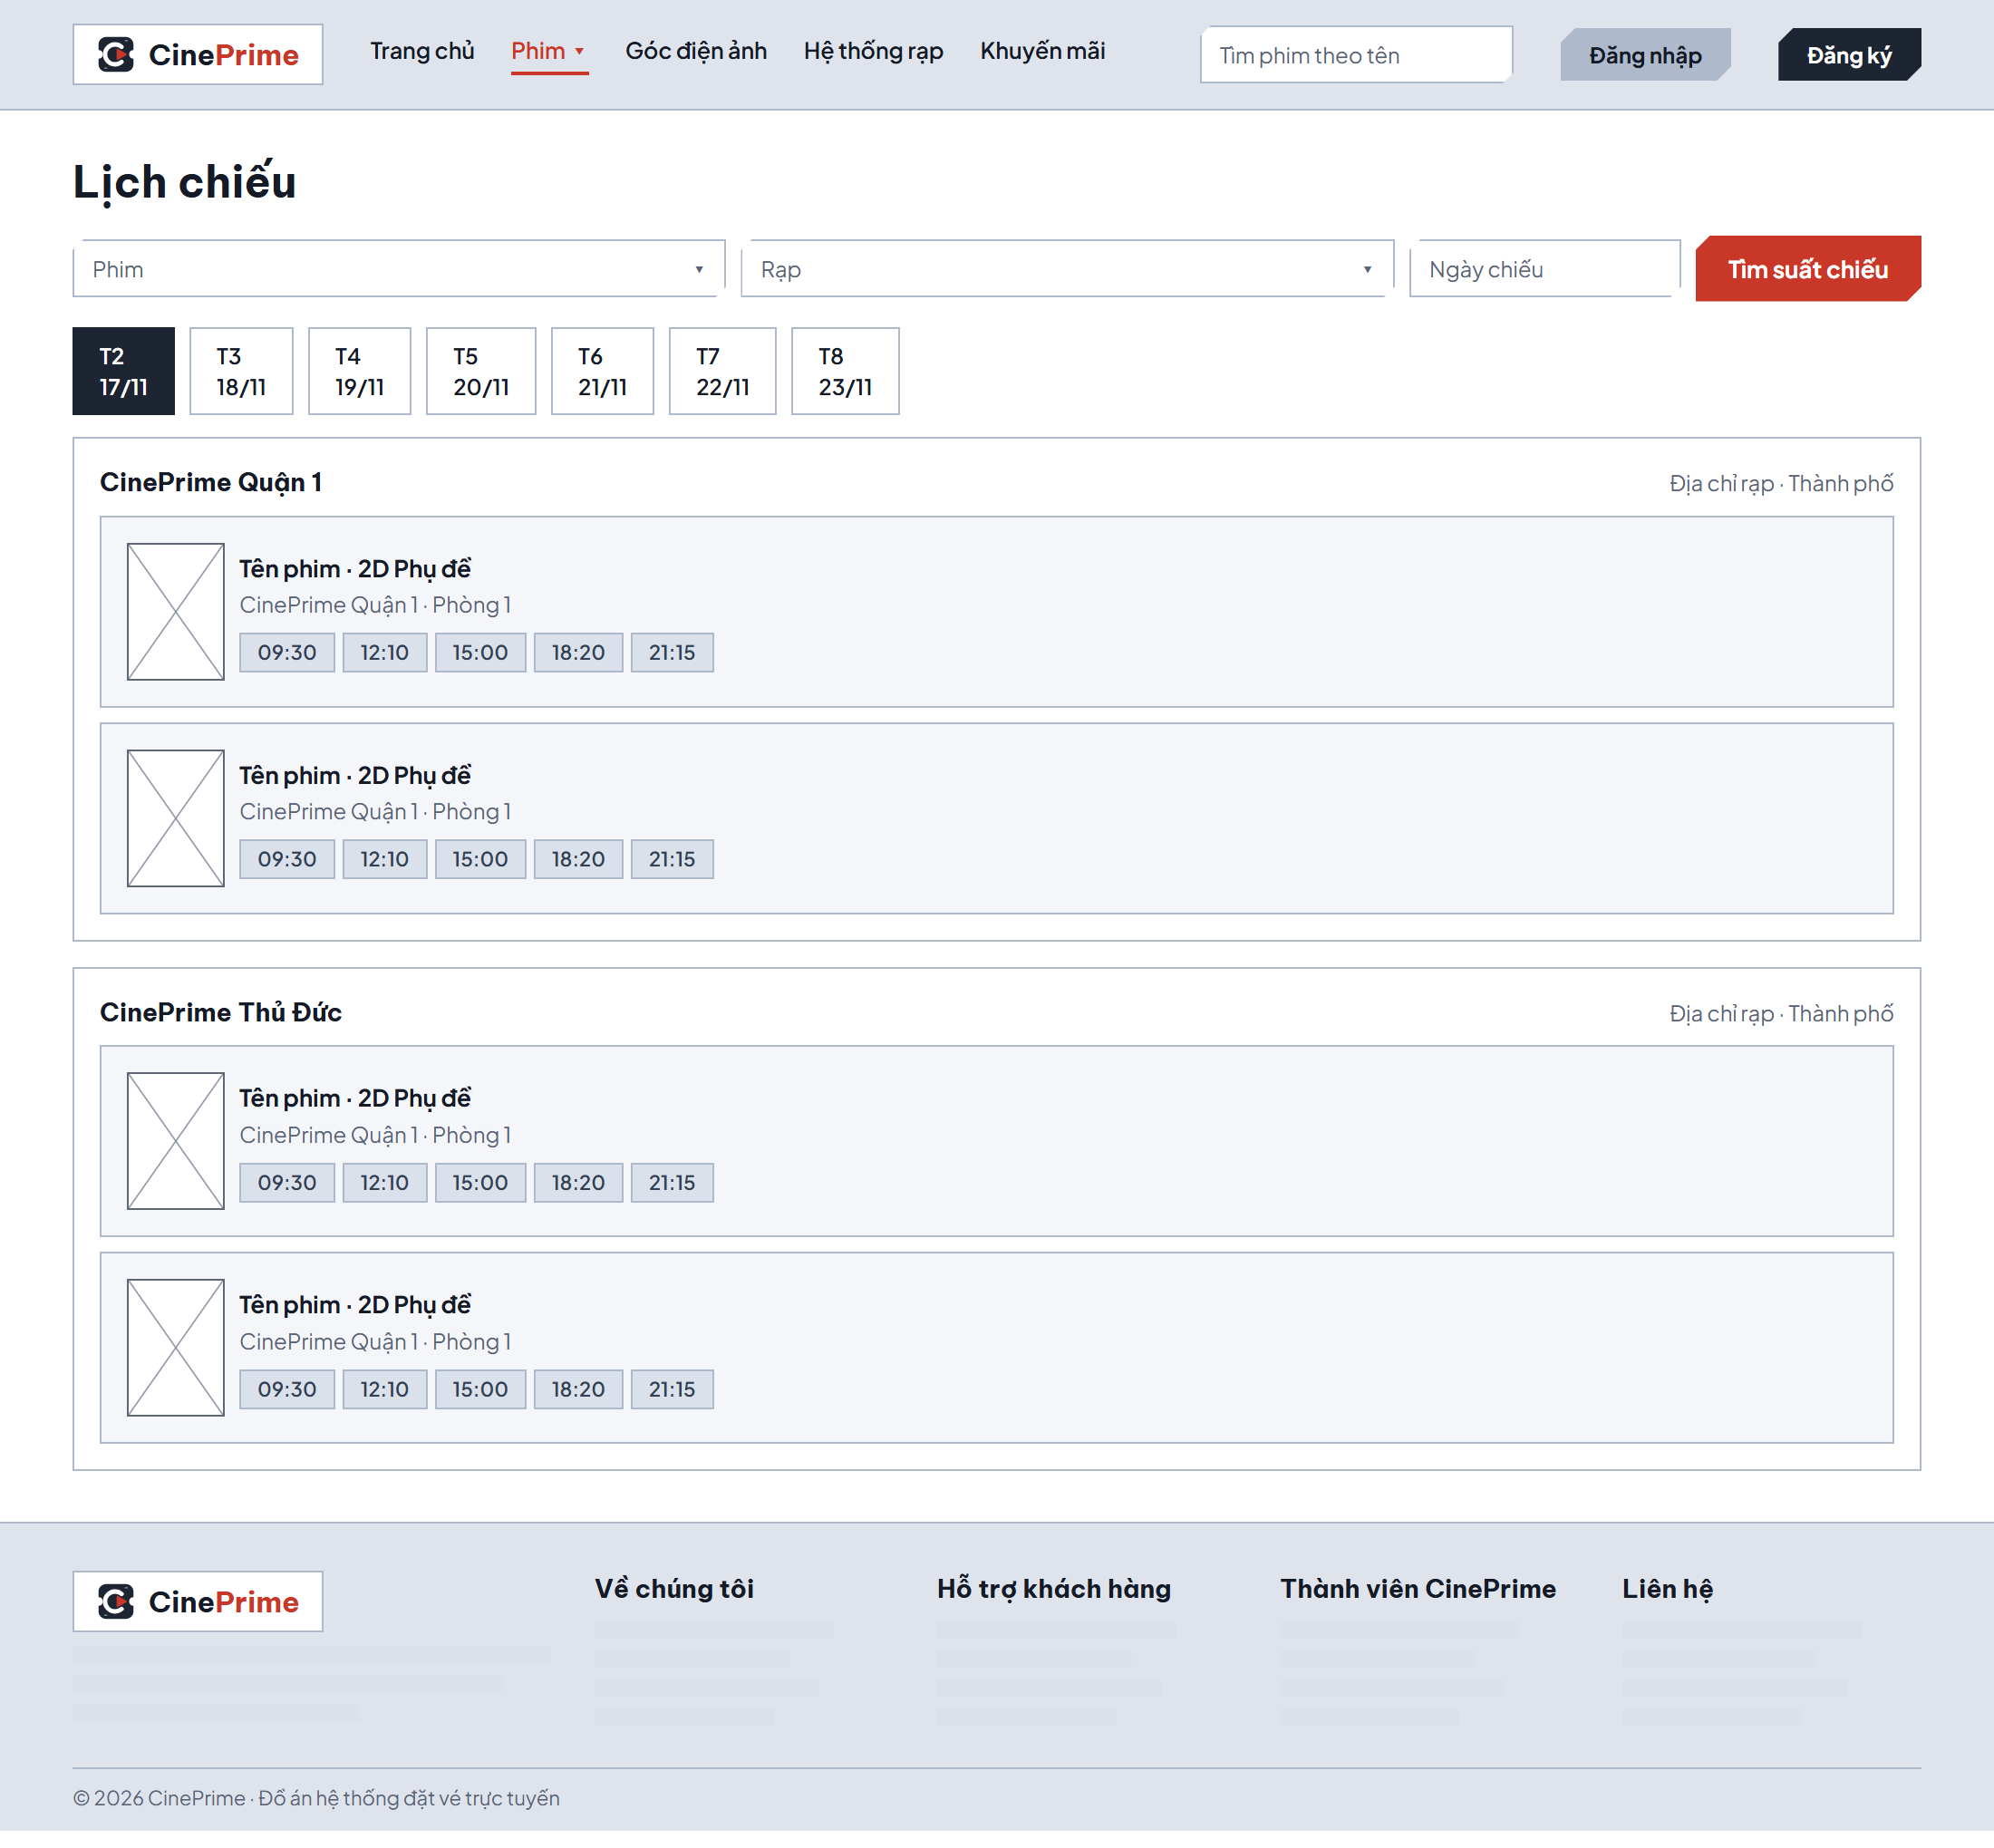 CinePrime
Trang chủ
Phim ▼
Góc điện ảnh
Hệ thống rạp
Khuyến mãi
Tìm phim theo tên
Đăng nhập
Đăng ký
Lịch chiếu
Phim ▼
Rạp ▼
Ngày chiếu
Tìm suất chiếu
T2
17/11
T3
18/11
T4
19/11
T5
20/11
T6
21/11
T7
22/11
T8
23/11
CinePrime Quận 1
Địa chỉ rạp · Thành phố
Tên phim · 2D Phụ đề
CinePrime Quận 1 · Phòng 1
09:30 12:10 15:00 18:20 21:15
Tên phim · 2D Phụ đề
CinePrime Quận 1 · Phòng 1
09:30 12:10 15:00 18:20 21:15
CinePrime Thủ Đức
Địa chỉ rạp · Thành phố
Tên phim · 2D Phụ đề
CinePrime Quận 1 · Phòng 1
09:30 12:10 15:00 18:20 21:15
Tên phim · 2D Phụ đề
CinePrime Quận 1 · Phòng 1
09:30 12:10 15:00 18:20 21:15
CinePrime
Về chúng tôi
Hỗ trợ khách hàng
Thành viên CinePrime
Liên hệ
© 2026 CinePrime · Đồ án hệ thống đặt vé trực tuyến